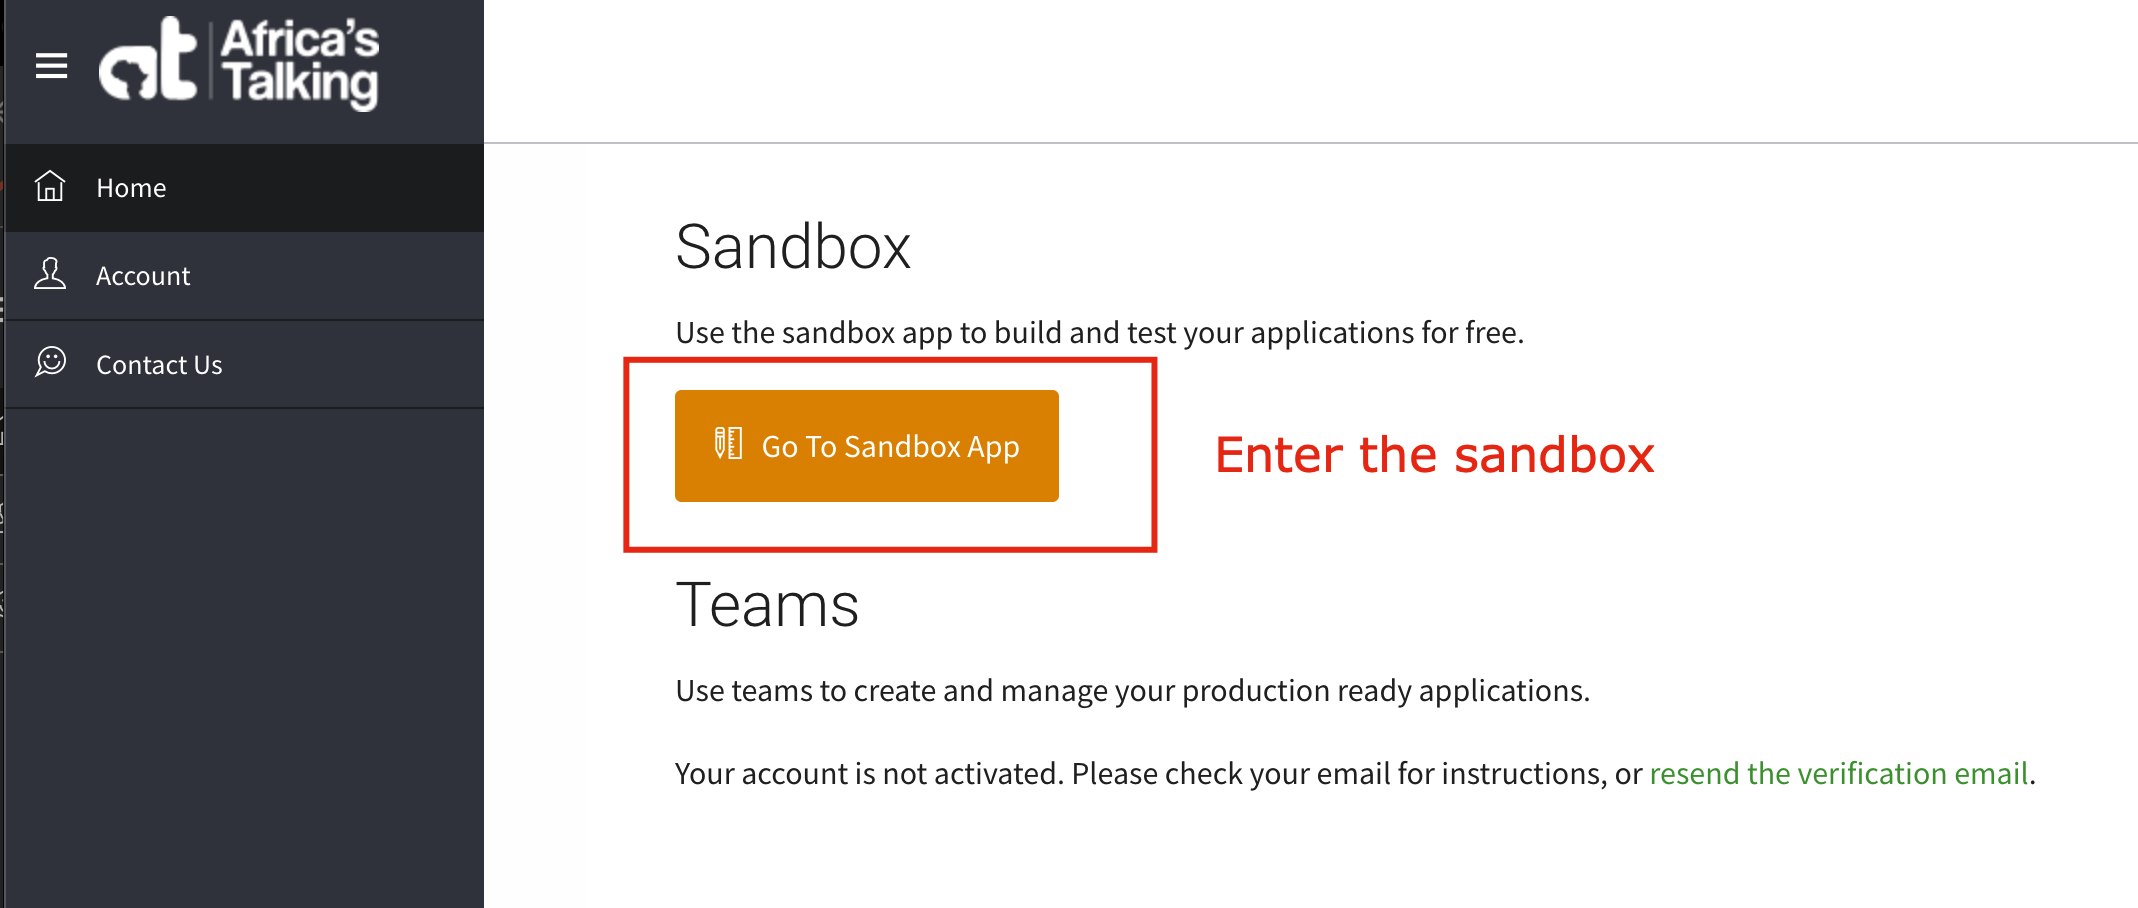 at Africa's
Talking
Home
Account
Contact Us
Sandbox
Use the sandbox app to build and test your applications for free.
Go To Sandbox App
Enter the sandbox
Teams
Use teams to create and manage your production ready applications.
Your account is not activated. Please check your email for instructions, or resend the verification email.